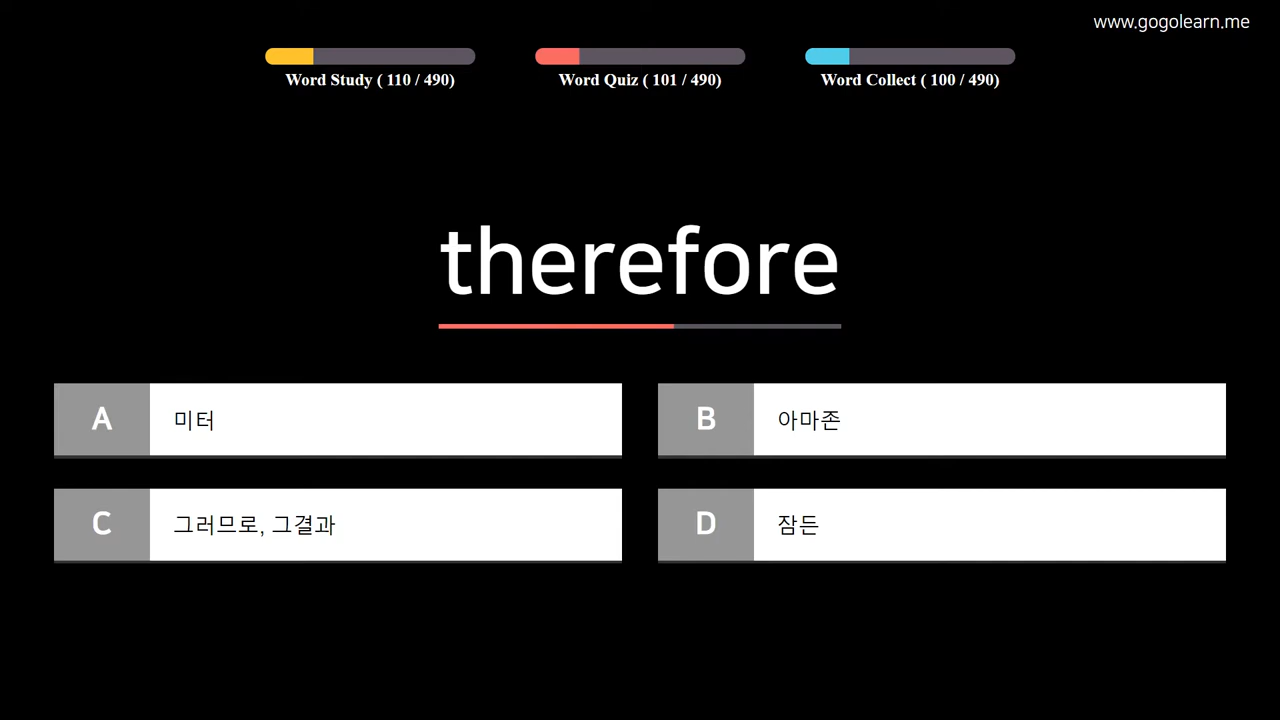 www.gogolearn.me
Word Study ( 110 / 490)
Word Quiz ( 101 / 490)
Word Collect ( 100 / 490)
therefore
A 미터
B 아마존
C 그러므로, 그결과
D 잠든